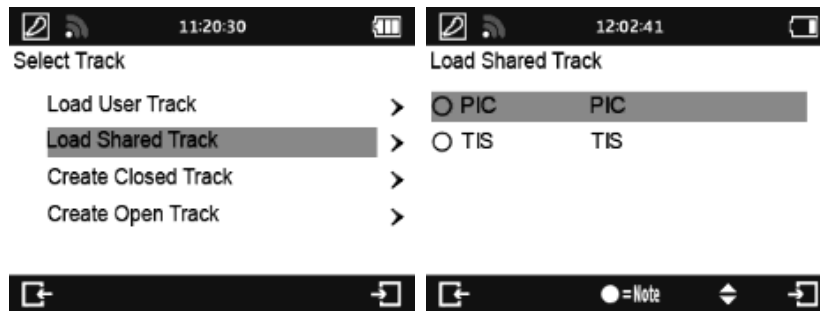 11:20:30
Select Track
Load User Track
Load Shared Track
Create Closed Track
Create Open Track
12:02:41
Load Shared Track
PIC PIC
TIS TIS
=Note